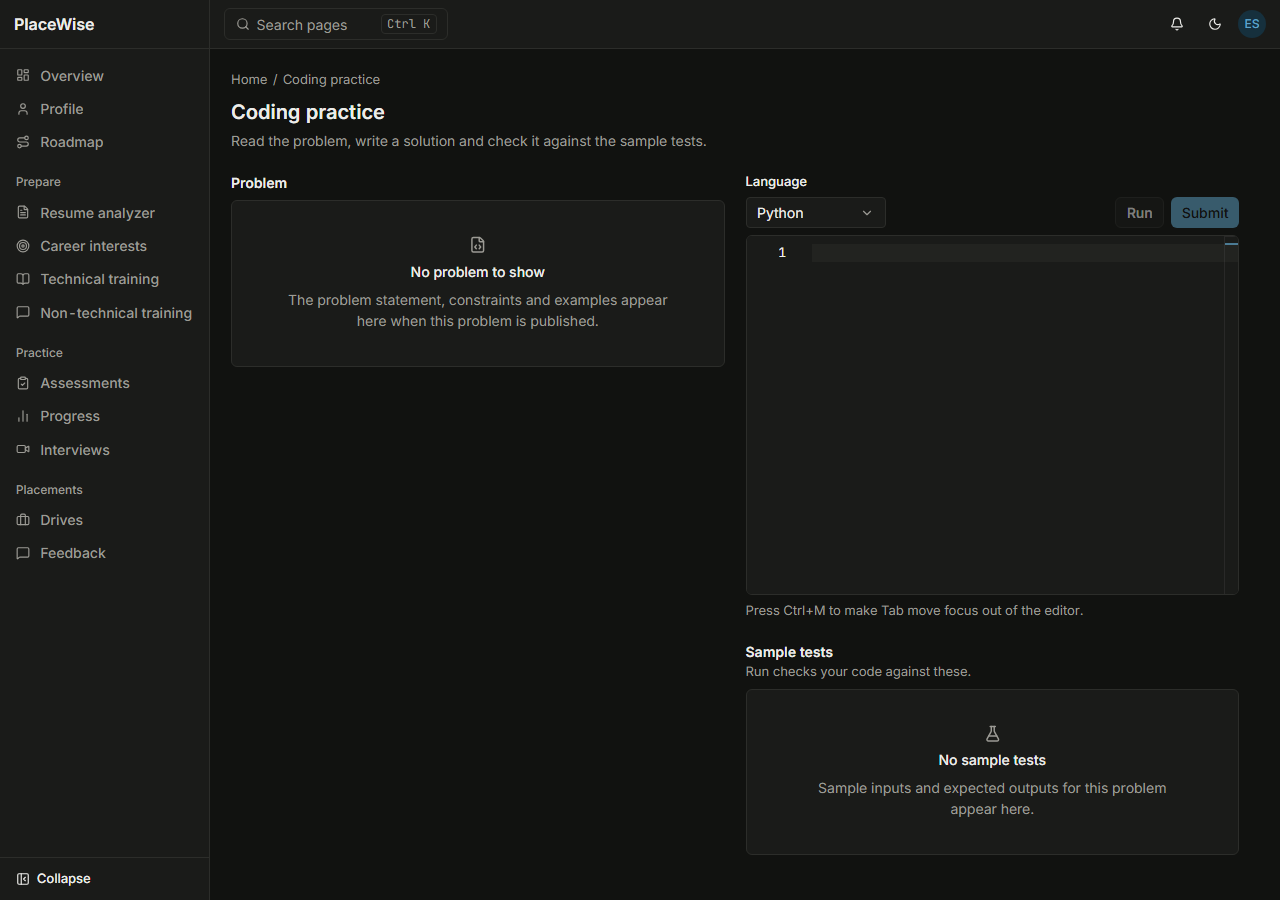 PlaceWise
Search pages
Ctrl K
ES
Overview
Profile
Roadmap
Prepare
Resume analyzer
Career interests
Technical training
Non-technical training
Practice
Assessments
Progress
Interviews
Placements
Drives
Feedback
Collapse
Home / Coding practice
Coding practice
Read the problem, write a solution and check it against the sample tests.
Problem
No problem to show
The problem statement, constraints and examples appear
here when this problem is published.
Language
Python
Run
Submit
1
Press Ctrl+M to make Tab move focus out of the editor.
Sample tests
Run checks your code against these.
No sample tests
Sample inputs and expected outputs for this problem
appear here.